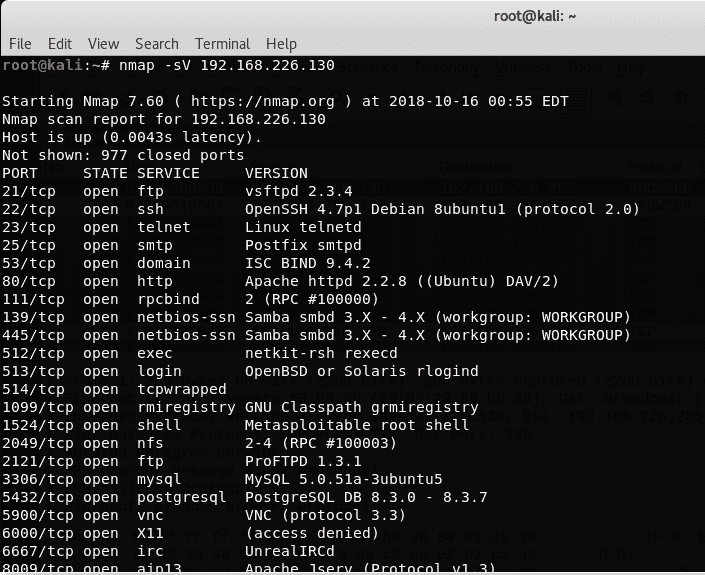 root@kali: ~
File Edit View Search Terminal Help
root@kali:~# nmap -sV 192.168.226.130
Starting Nmap 7.60 ( https://nmap.org ) at 2018-10-16 00:55 EDT
Nmap scan report for 192.168.226.130
Host is up (0.0043s latency).
Not shown: 977 closed ports
PORT STATE SERVICE VERSION
21/tcp open ftp vsftpd 2.3.4
22/tcp open ssh OpenSSH 4.7p1 Debian 8ubuntu1 (protocol 2.0)
23/tcp open telnet Linux telnetd
25/tcp open smtp Postfix smtpd
53/tcp open domain ISC BIND 9.4.2
80/tcp open http Apache httpd 2.2.8 ((Ubuntu) DAV/2)
111/tcp open rpcbind 2 (RPC #100000)
139/tcp open netbios-ssn Samba smbd 3.X - 4.X (workgroup: WORKGROUP)
445/tcp open netbios-ssn Samba smbd 3.X - 4.X (workgroup: WORKGROUP)
512/tcp open exec netkit-rsh rexecd
513/tcp open login OpenBSD or Solaris rlogind
514/tcp open tcpwrapped
1099/tcp open rmiregistry GNU Classpath grmiregistry
1524/tcp open shell Metasploitable root shell
2049/tcp open nfs 2-4 (RPC #100003)
2121/tcp open ftp ProFTPD 1.3.1
3306/tcp open mysql MySQL 5.0.51a-3ubuntu5
5432/tcp open postgresql PostgreSQL DB 8.3.0 - 8.3.7
5900/tcp open vnc VNC (protocol 3.3)
6000/tcp open X11 (access denied)
6667/tcp open irc UnrealIRCd
8009/tcp open ajp13 Apache Jserv (Protocol v1.3)